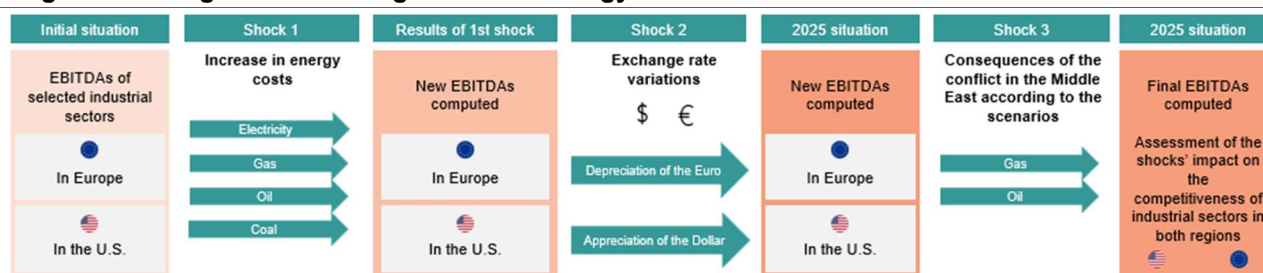 Initial situation
EBITDAs of
selected industrial
sectors
In Europe
In the U.S.
Shock 1
Increase in energy
costs
Electricity
Gas
Oil
Coal
Results of 1st shock
New EBITDAs
computed
In Europe
In the U.S.
Shock 2
Exchange rate
variations
$ €
Depreciation of the Euro
Appreciation of the Dollar
2025 situation
New EBITDAs
computed
In Europe
In the U.S.
Shock 3
Consequences of the
conflict in the Middle
East according to the
scenarios
Gas
Oil
2025 situation
Final EBITDAs
computed
Assessment of the
shocks' impact on
the
competitiveness of
industrial sectors in
both regions